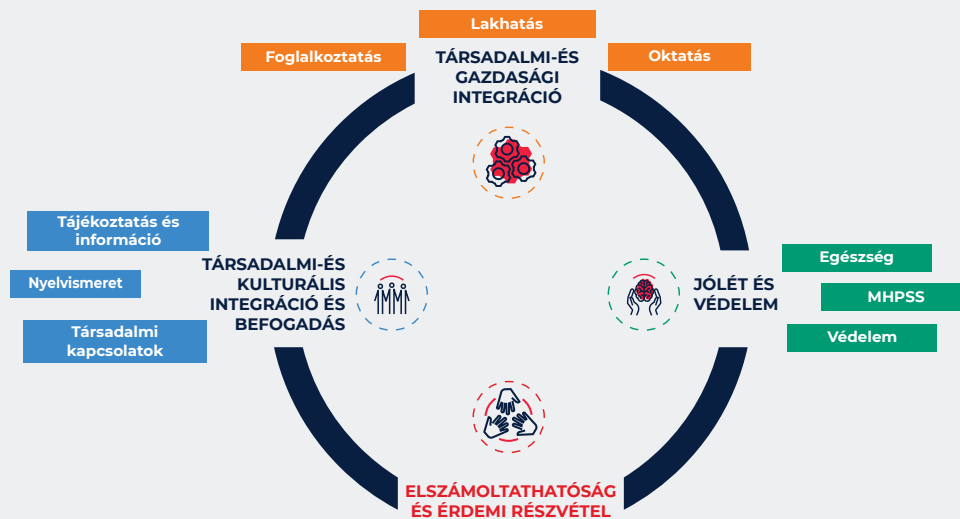 Lakhatás
Foglalkoztatás
Oktatás
TÁRSADALMI-ÉS
GAZDASÁGI
INTEGRÁCIÓ
Tájékoztatás és
információ
Nyelvismeret
Társadalmi
kapcsolatok
TÁRSADALMI-ÉS
KULTURÁLIS
INTEGRÁCIÓ ÉS
BEFOGADÁS
JÓLÉT ÉS
VÉDELEM
Egészség
MHPSS
Védelem
ELSZÁMOLTATHATÓSÁG
ÉS ÉRDEMI RÉSZVÉTEL